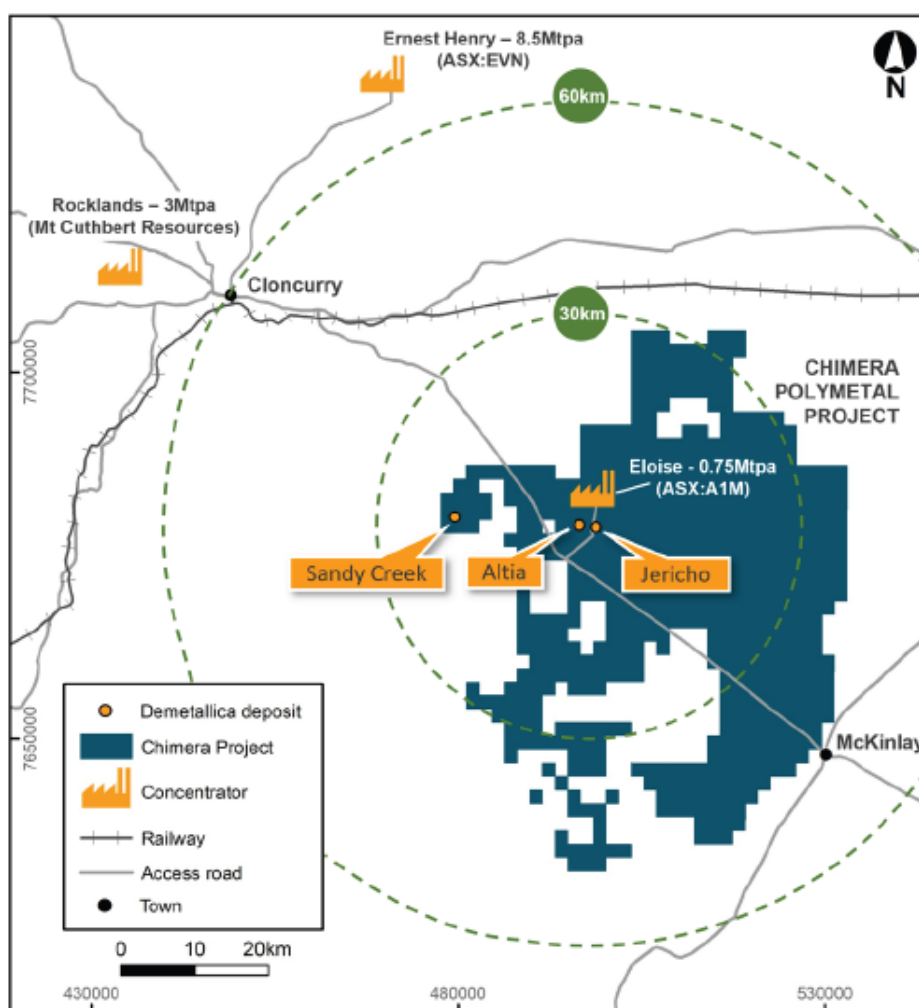 Ernest Henry – 8.5Mtpa
(ASX:EVN)
N
60km
Rocklands – 3Mtpa
(Mt Cuthbert Resources)
Cloncurry
30km
7700000
CHIMERA
POLYMETAL
PROJECT
Eloise - 0.75Mtpa
(ASX:A1M)
Sandy Creek
Altia
Jericho
Demetallica deposit
Chimera Project
Concentrator
Railway
Access road
Town
0 10 20km
7650000
McKinlay
430000
480000
530000